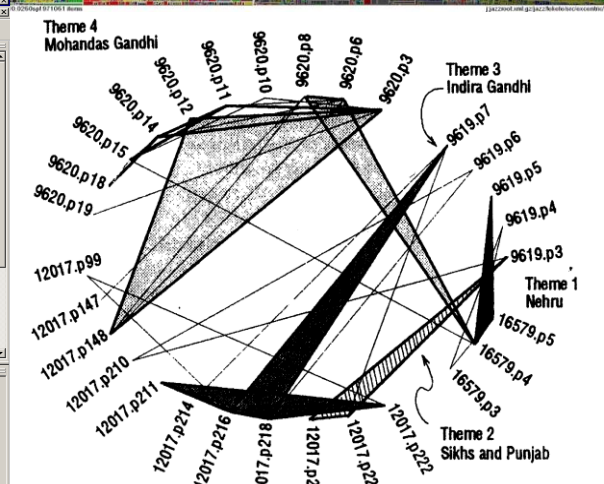 Theme 4
Mohandas Gandhi
9620.p19
9620.p18
9620.p15
9620.p14
9620.p12
9620.p11
9620.p10
9620.p8
9620.p6
9620.p3
Theme 3
Indira Gandhi
9619.p7
9619.p6
9619.p5
9619.p4
9619.p3
Theme 1
Nehru
16579.p5
16579.p4
16579.p3
Theme 2
Sikhs and Punjab
12017.p222
12017.p218
12017.p216
12017.p214
12017.p211
12017.p210
12017.p148
12017.p147
12017.p99